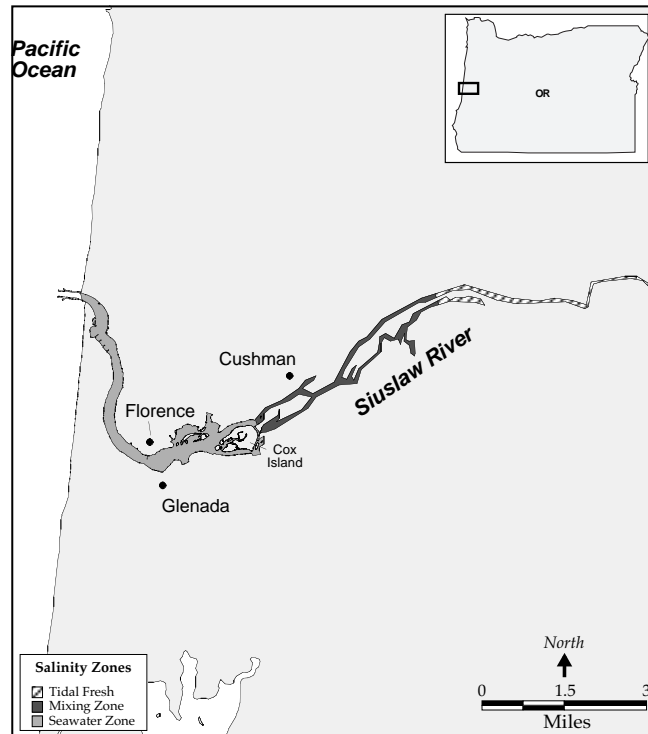 Pacific
Ocean
OR
Cushman
Siuslaw River
Florence
Cox
Island
Glenada
Salinity Zones
Tidal Fresh
Mixing Zone
Seawater Zone
North
0 1.5 3
Miles